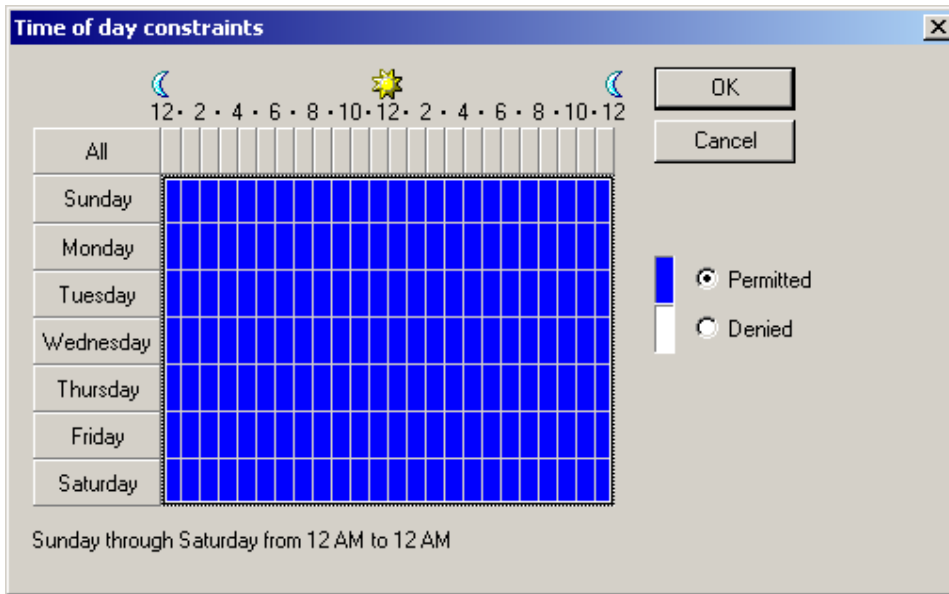 Time of day constraints
12 · 2 · 4 · 6 · 8 · 10 · 12 · 2 · 4 · 6 · 8 · 10 · 12
OK
Cancel
All
Sunday
Monday
Tuesday
Wednesday
Thursday
Friday
Saturday
Permitted
Denied
Sunday through Saturday from 12 AM to 12 AM